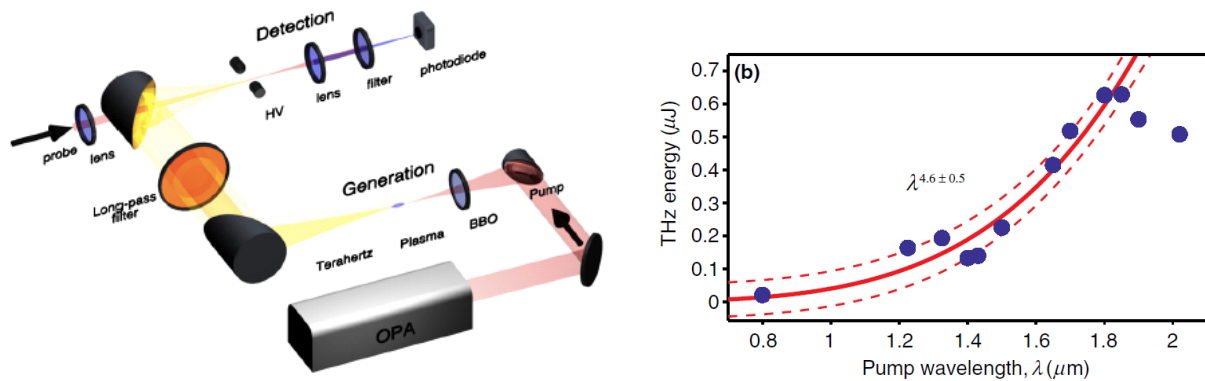 Detection
photodiode
filter
lens
HV
probe
lens
Long-pass
filter
Generation
Pump
BBO
Plasma
Terahertz
OPA
(b)
THz energy (μJ)
0.7
0.6
0.5
0.4
0.3
0.2
0.1
0
λ4.6 ± 0.5
0.8
1
1.2
1.4
1.6
1.8
2
Pump wavelength, λ (μm)